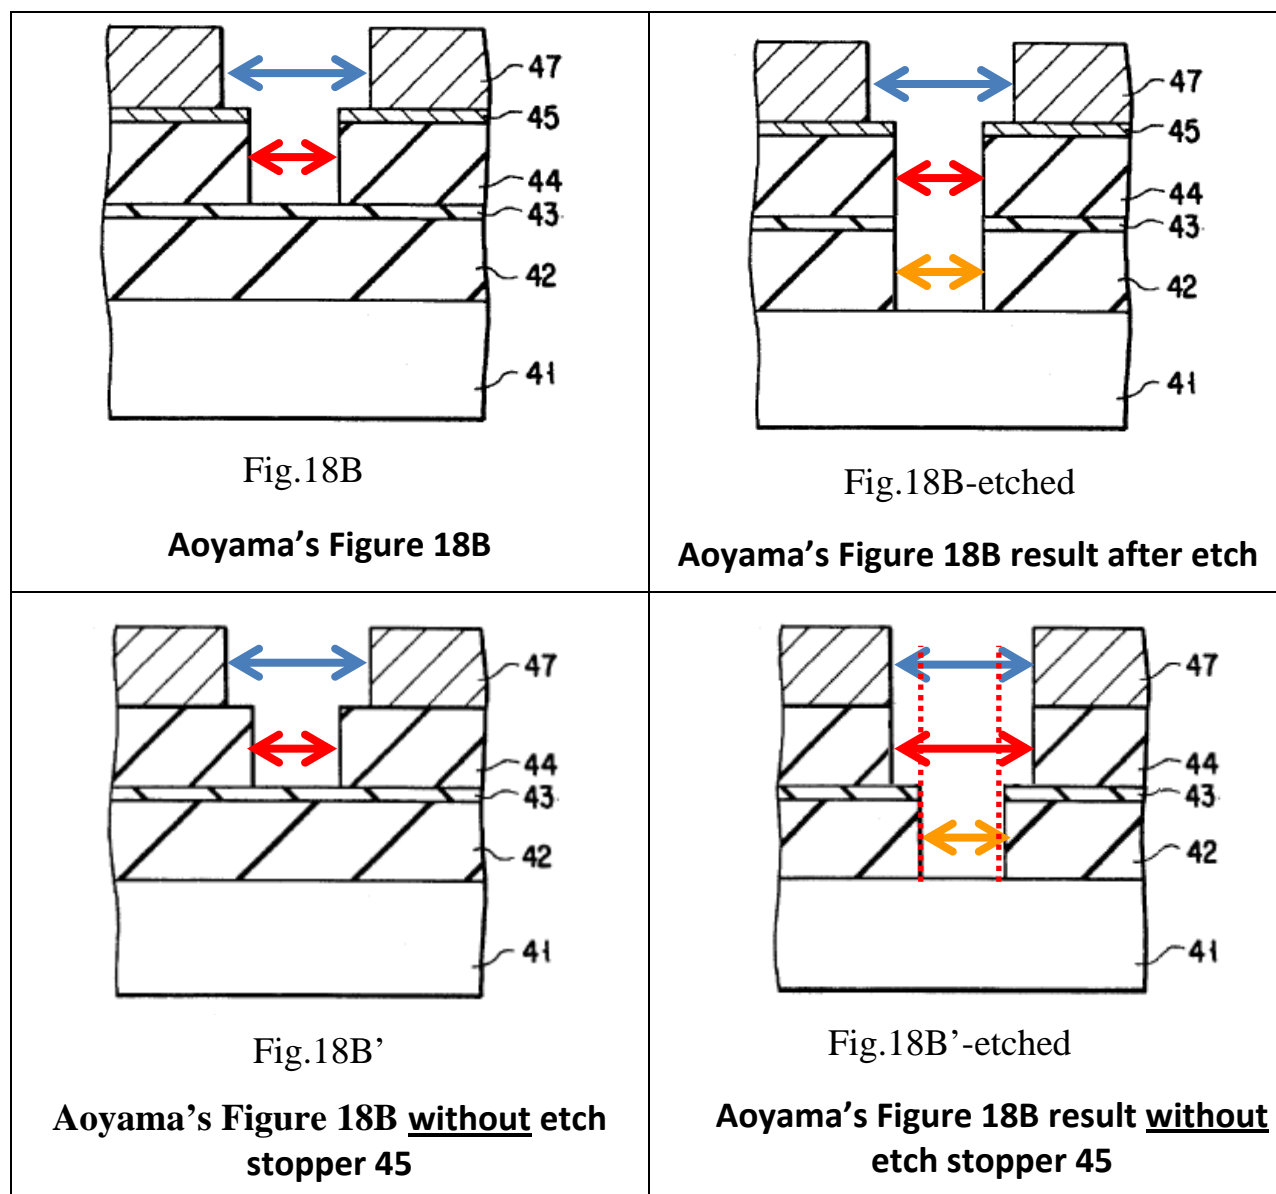 47
45
44
43
42
41
Fig.18B
Aoyama’s Figure 18B
47
45
44
43
42
41
Fig.18B-etched
Aoyama’s Figure 18B result after etch
47
44
43
42
41
Fig.18B’
Aoyama’s Figure 18B without etch
stopper 45
47
44
43
42
41
Fig.18B’-etched
Aoyama’s Figure 18B result without
etch stopper 45